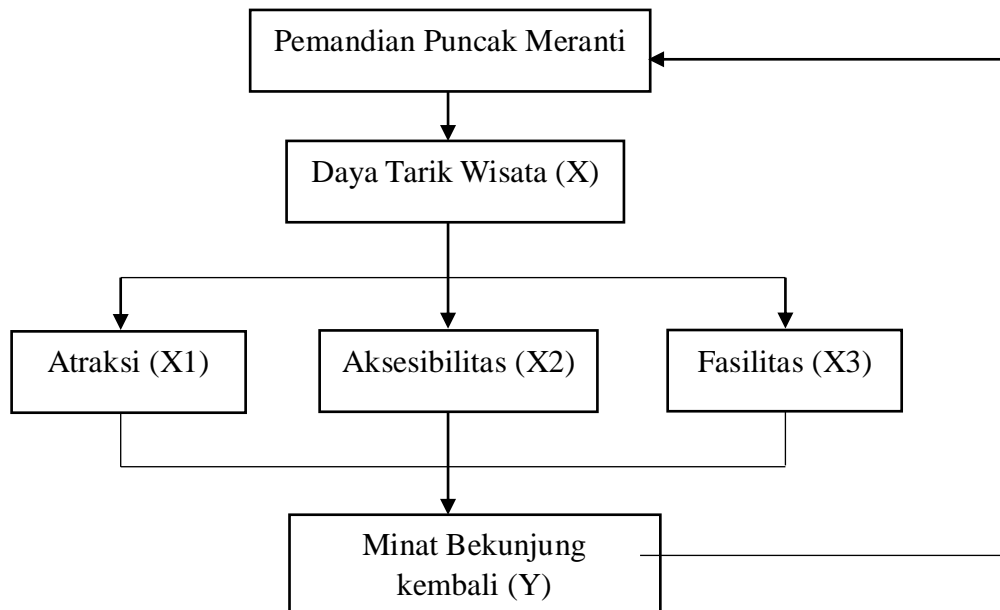 Pemandian Puncak Meranti
Daya Tarik Wisata (X)
Atraksi (X1)
Aksesibilitas (X2)
Fasilitas (X3)
Minat Bekunjung
kembali (Y)